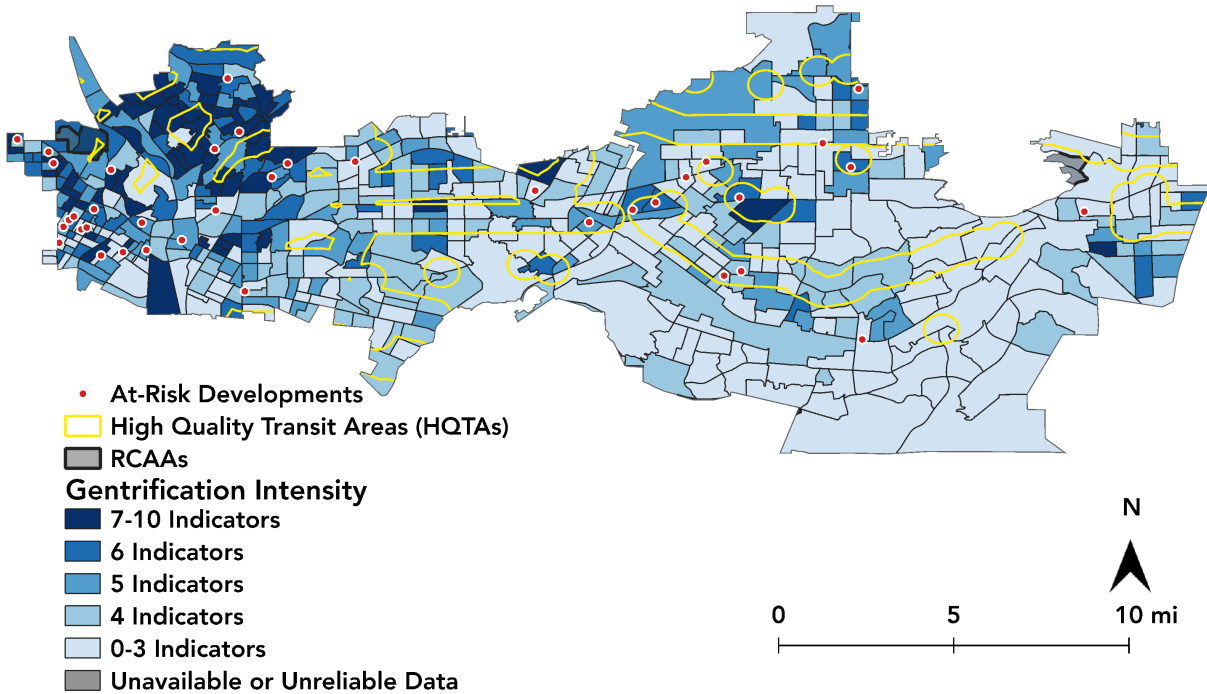 At-Risk Developments
High Quality Transit Areas (HQTAs)
RCAAs
Gentrification Intensity
7-10 Indicators
6 Indicators
5 Indicators
4 Indicators
0-3 Indicators
Unavailable or Unreliable Data
N
0 5 10 mi